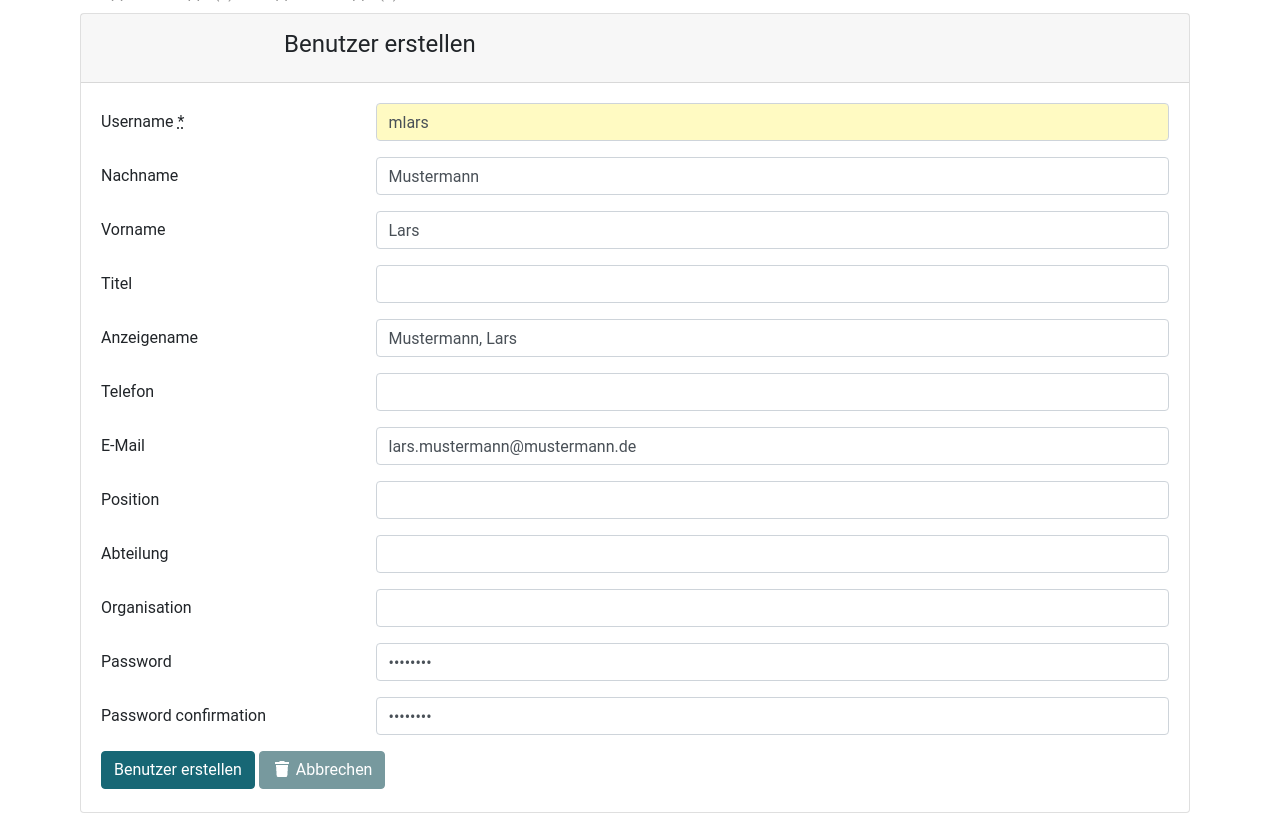 Benutzer erstellen
Username *
mlars
Nachname
Mustermann
Vorname
Lars
Titel
Anzeigename
Mustermann, Lars
Telefon
E-Mail
lars.mustermann@mustermann.de
Position
Abteilung
Organisation
Password
••••••••
Password confirmation
••••••••
Benutzer erstellen Abbrechen